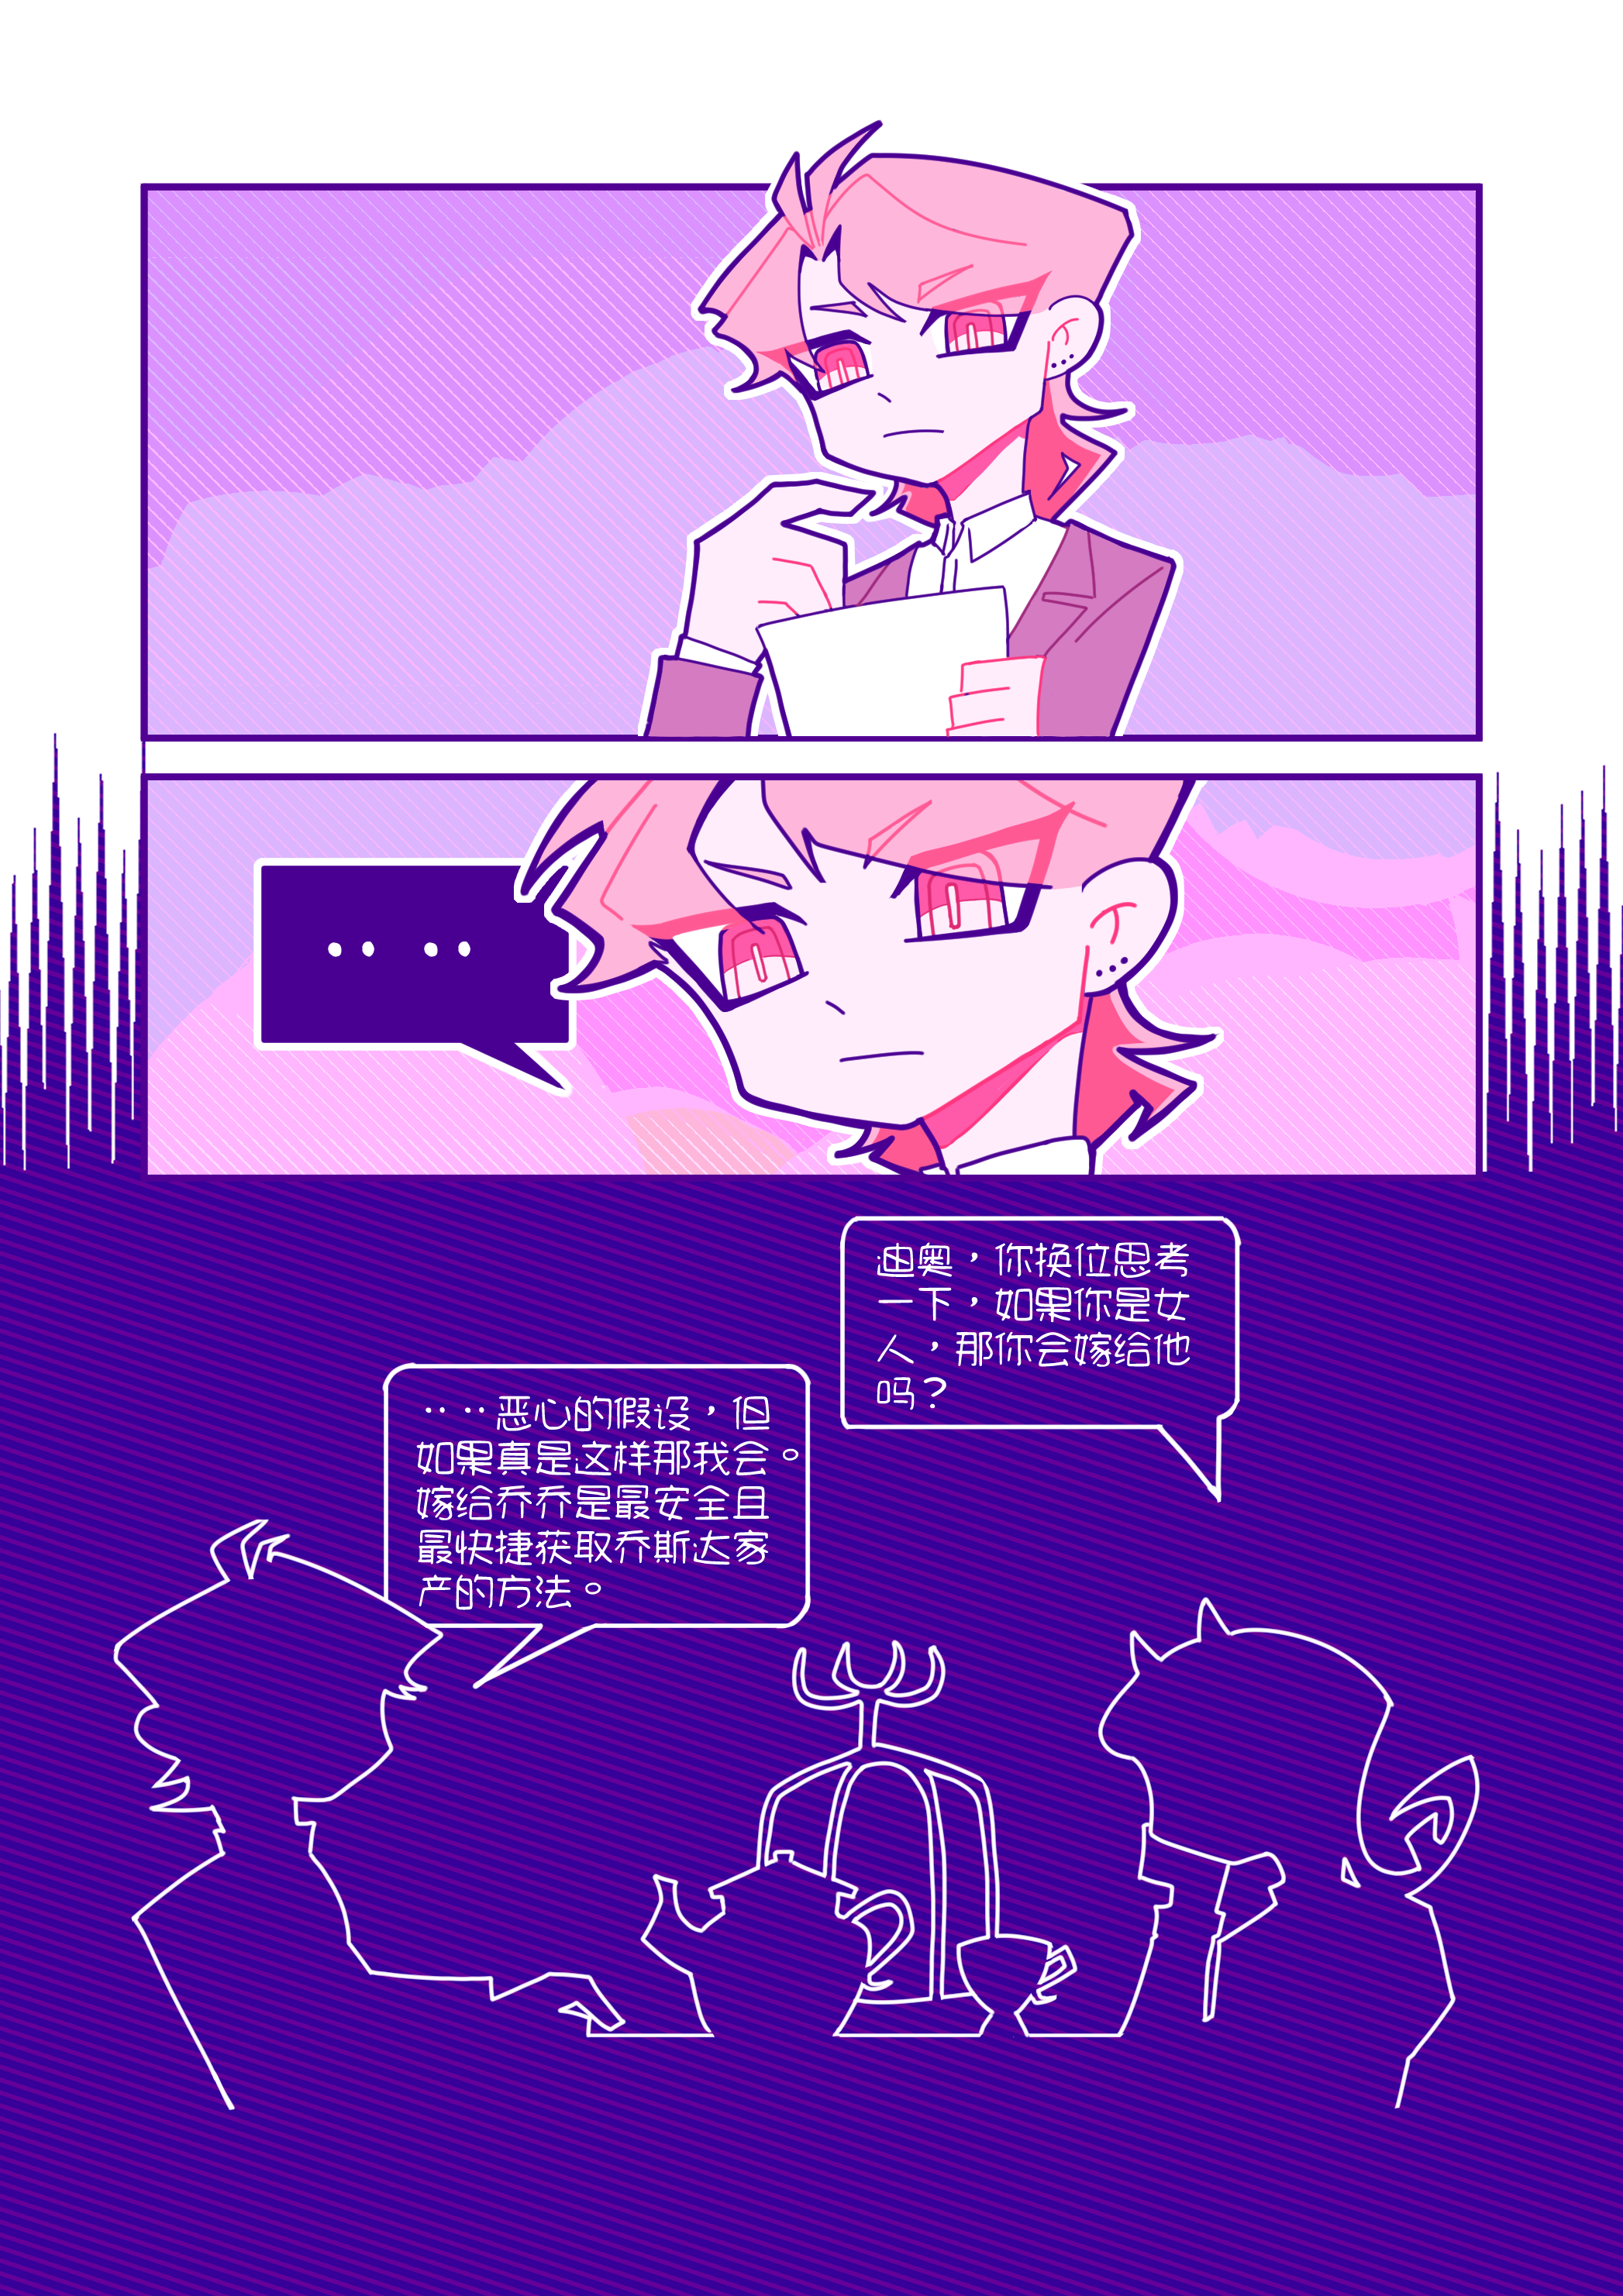 ·· ··
迪奥，你换位思考
一下，如果你是女
人，那你会嫁给他
吗？
·· ··恶心的假设，但
如果真是这样那我会。
嫁给乔乔是最安全且
最快捷获取乔斯达家
产的方法。